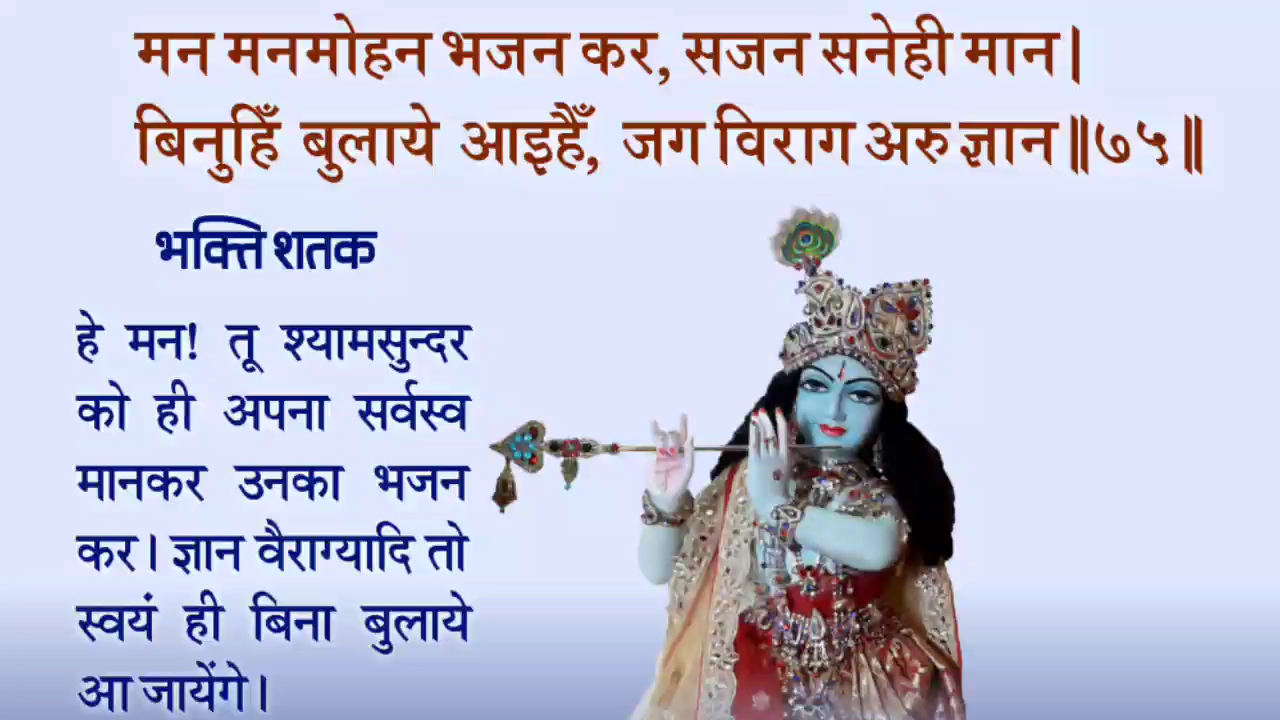 मन मनमोहन भजन कर, सजन सनेही मान।
बिनुहिँ बुलाये आइहैँ, जग विराग अरु ज्ञान॥७५॥
भक्ति शतक
हे मन! तू श्यामसुन्दर
को ही अपना सर्वस्व
मानकर उनका भजन
कर। ज्ञान वैराग्यादि तो
स्वयं ही बिना बुलाये
आ जायेंगे।